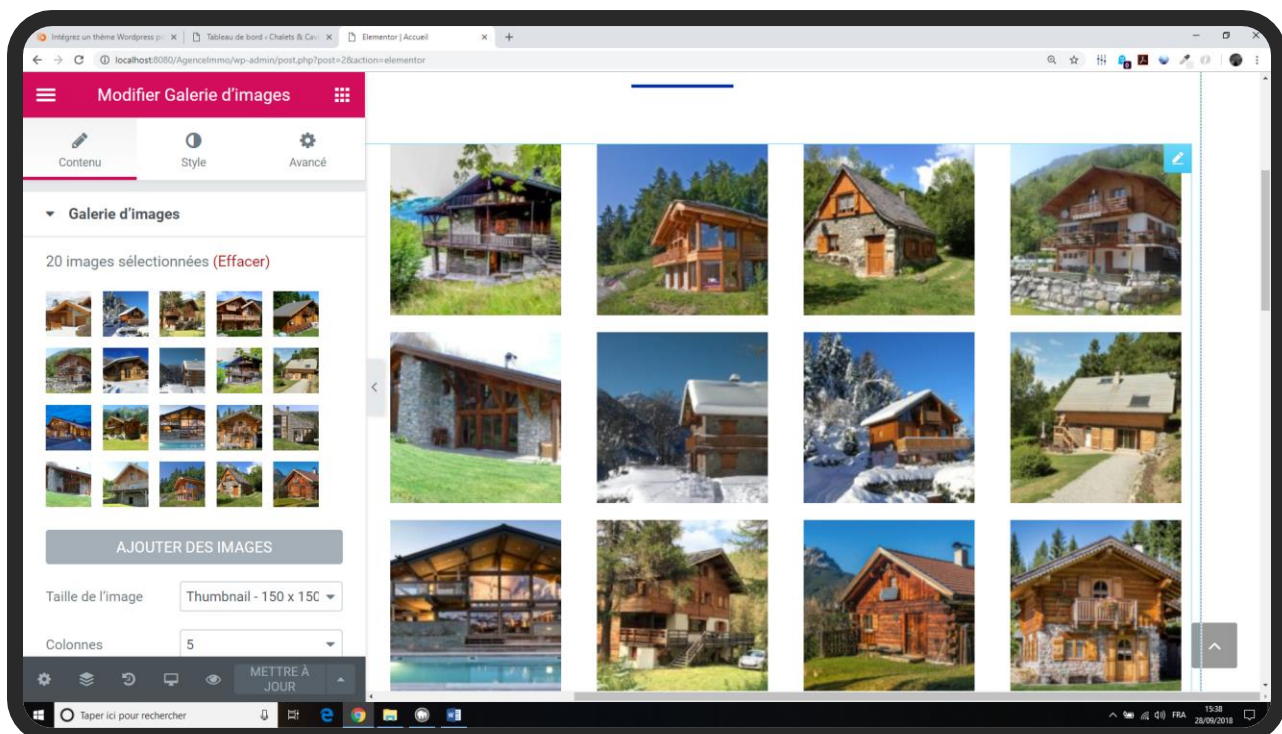 Intégrez un thème Wordpress p
Tableau de bord ‹ Chalets & Cav
Elementor | Accueil
localhost:8080/AgenceImmo/wp-admin/post.php?post=2&action=elementor
Modifier Galerie d'images
Contenu
Style
Avancé
Galerie d'images
20 images sélectionnées (Effacer)
AJOUTER DES IMAGES
Taille de l'image
Thumbnail - 150 x 150
Colonnes
5
METTRE À
JOUR
Taper ici pour rechercher
FRA
15:38
28/09/2018